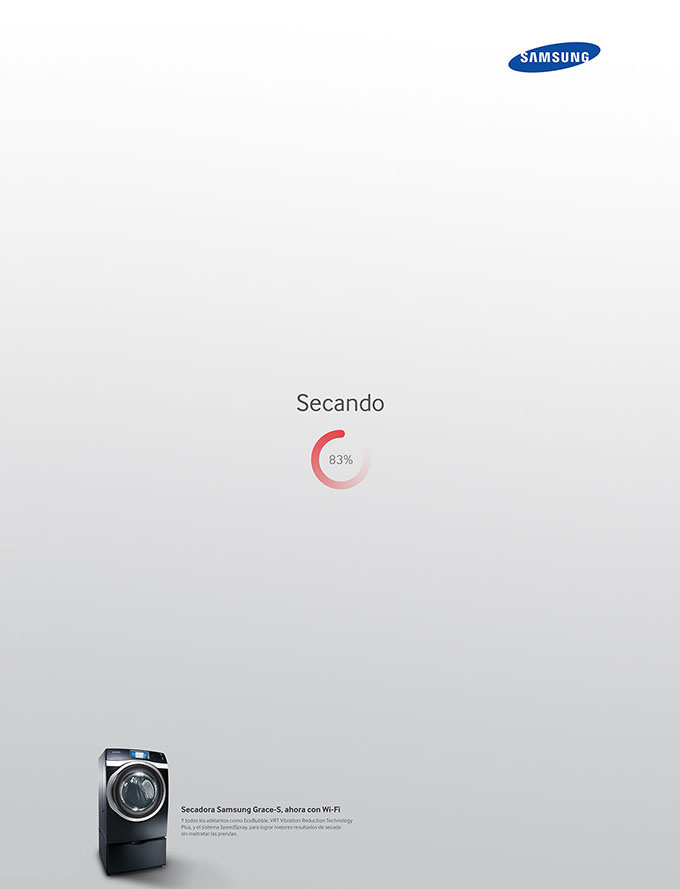 SAMSUNG
Secando
83%
Secadora Samsung Grace-S, ahora con Wi-Fi
Y todos los adelantos como EcoBubble, VRT Vibration Reduction Technology
Plus, y el sistema SpeedSpray, para lograr mejores resultados de secado
sin maltratar las prendas.